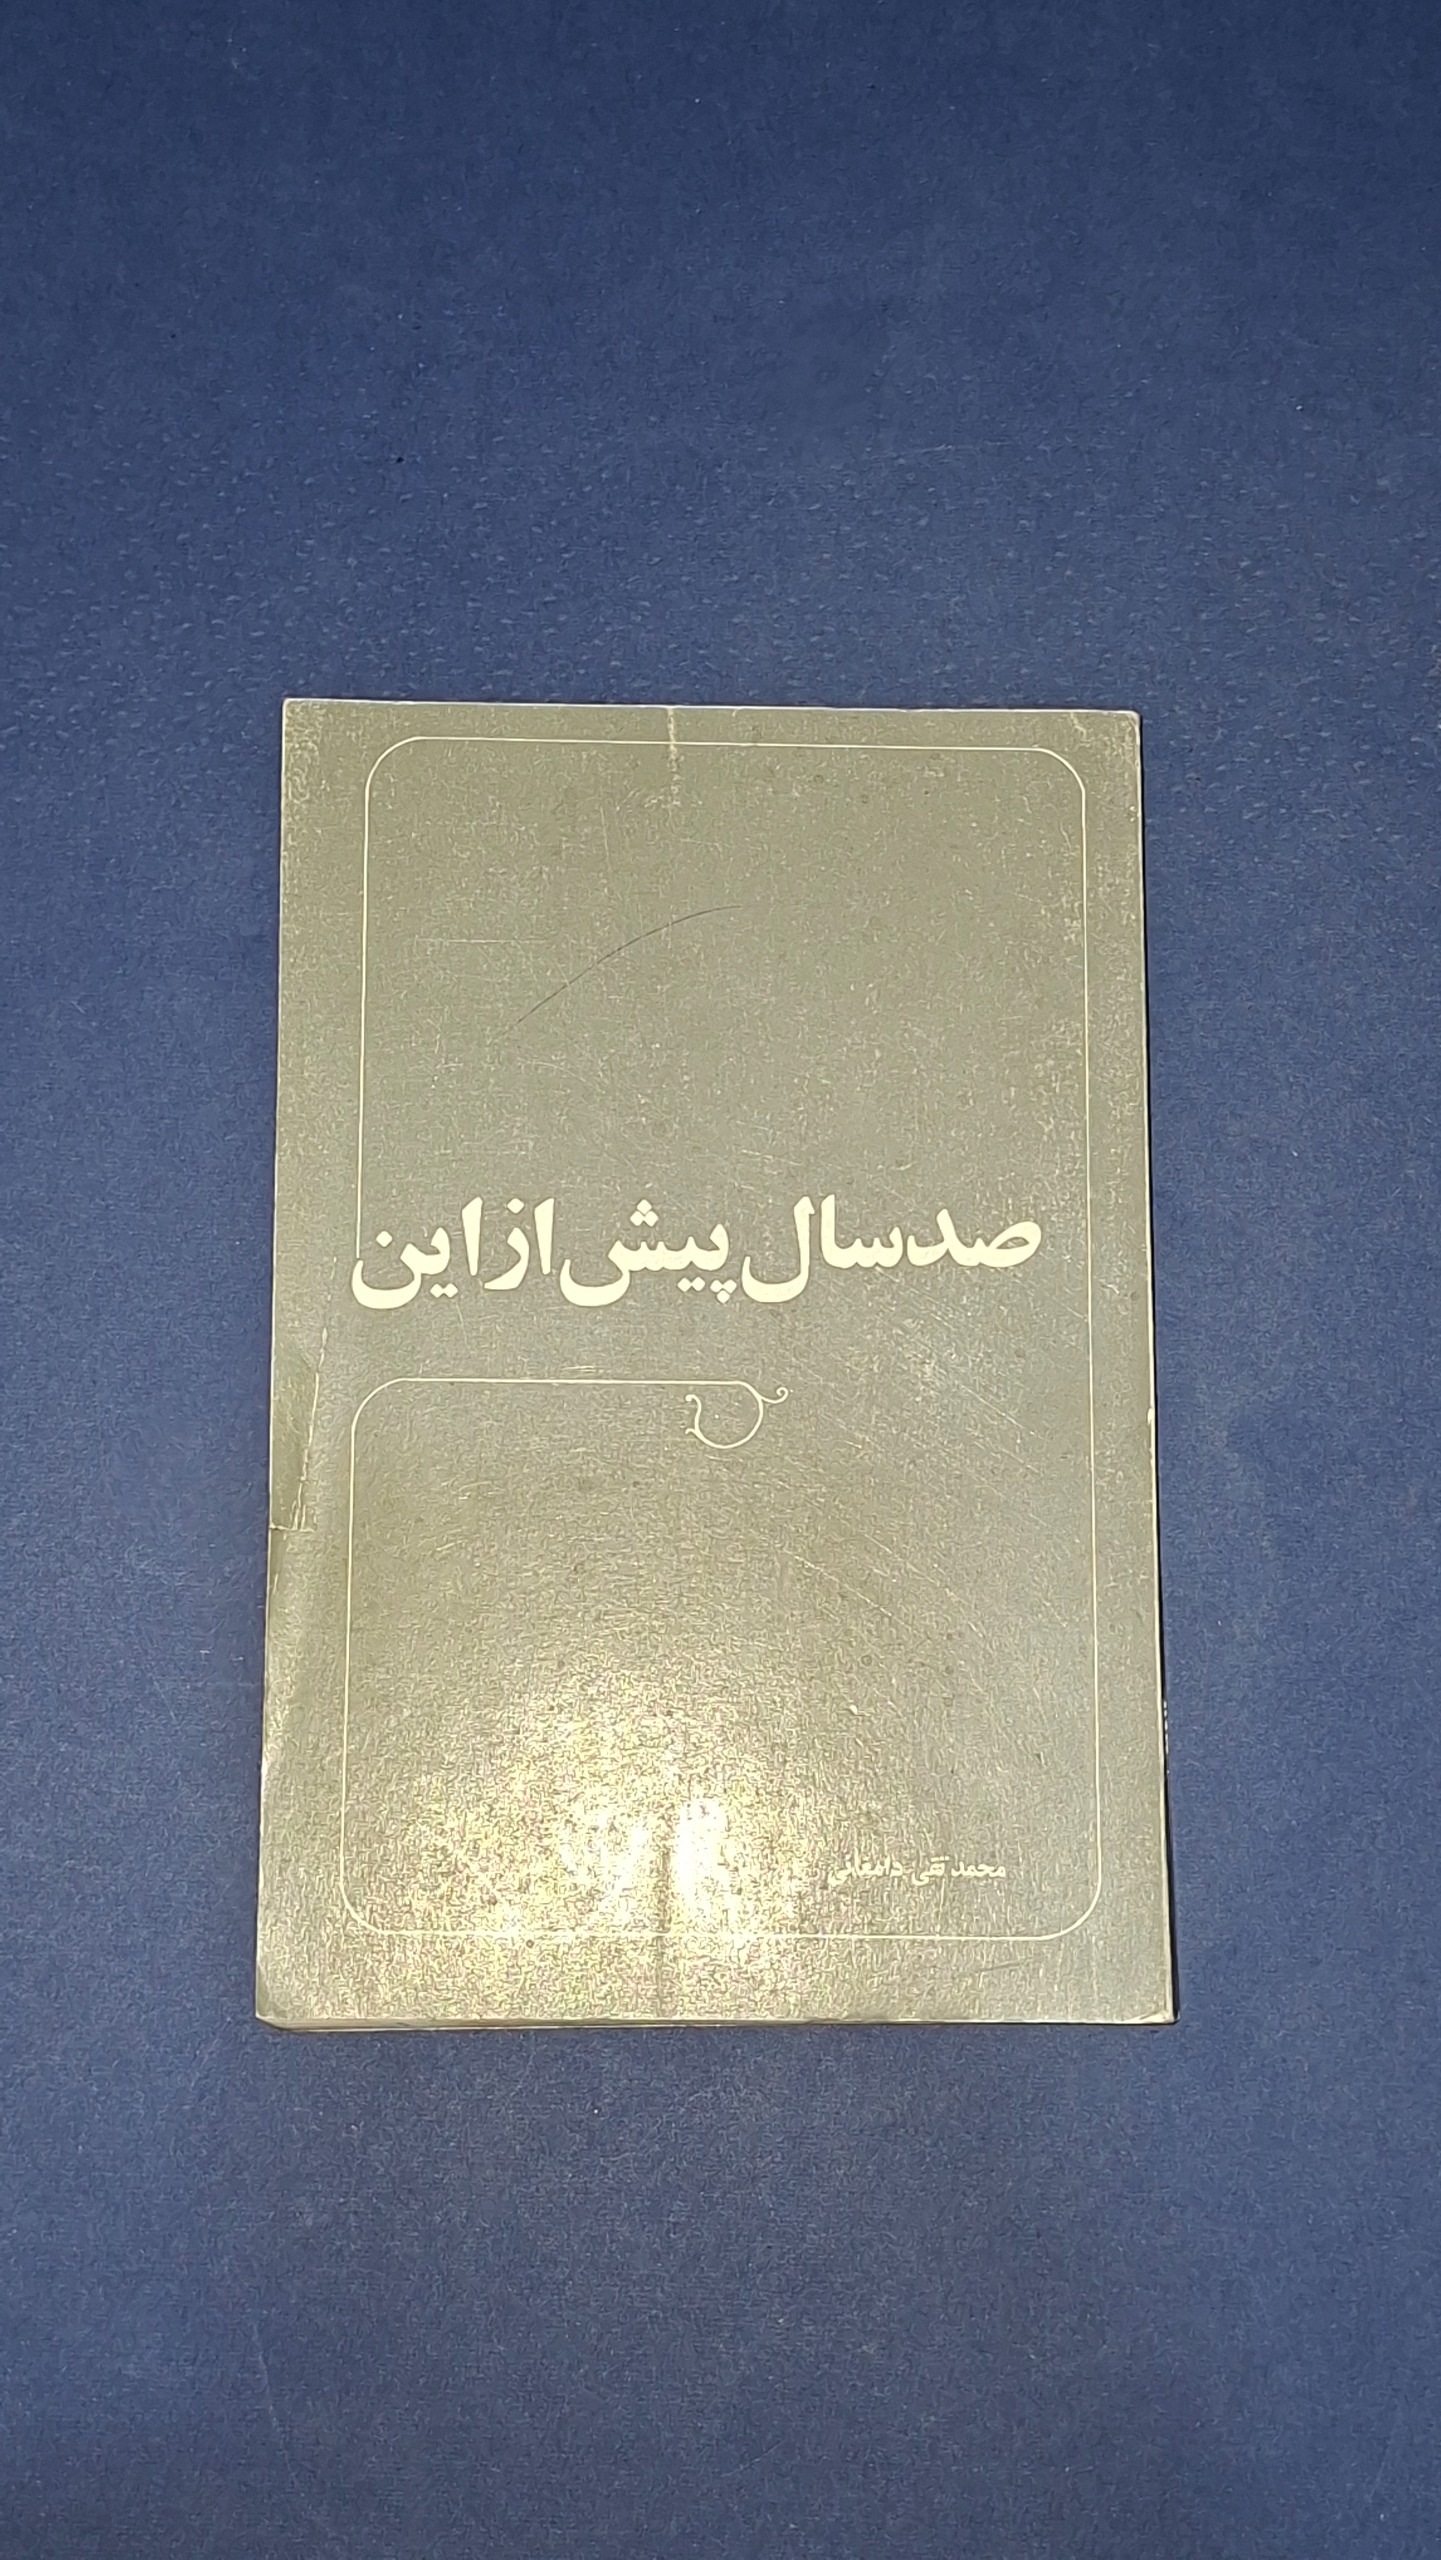 صد سال پیش از این
محمد تقی دامغانی